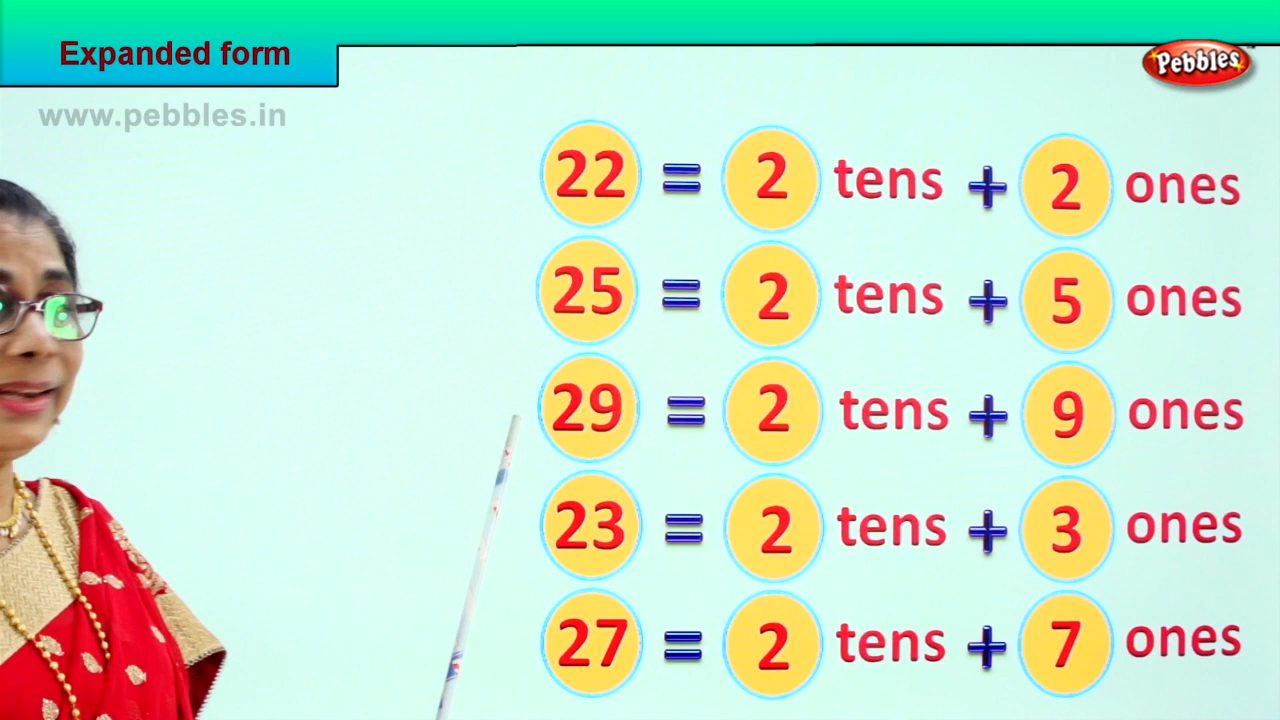 Expanded form
Pebbles
www.pebbles.in
22 = 2 tens + 2 ones
25 = 2 tens + 5 ones
29 = 2 tens + 9 ones
23 = 2 tens + 3 ones
27 = 2 tens + 7 ones